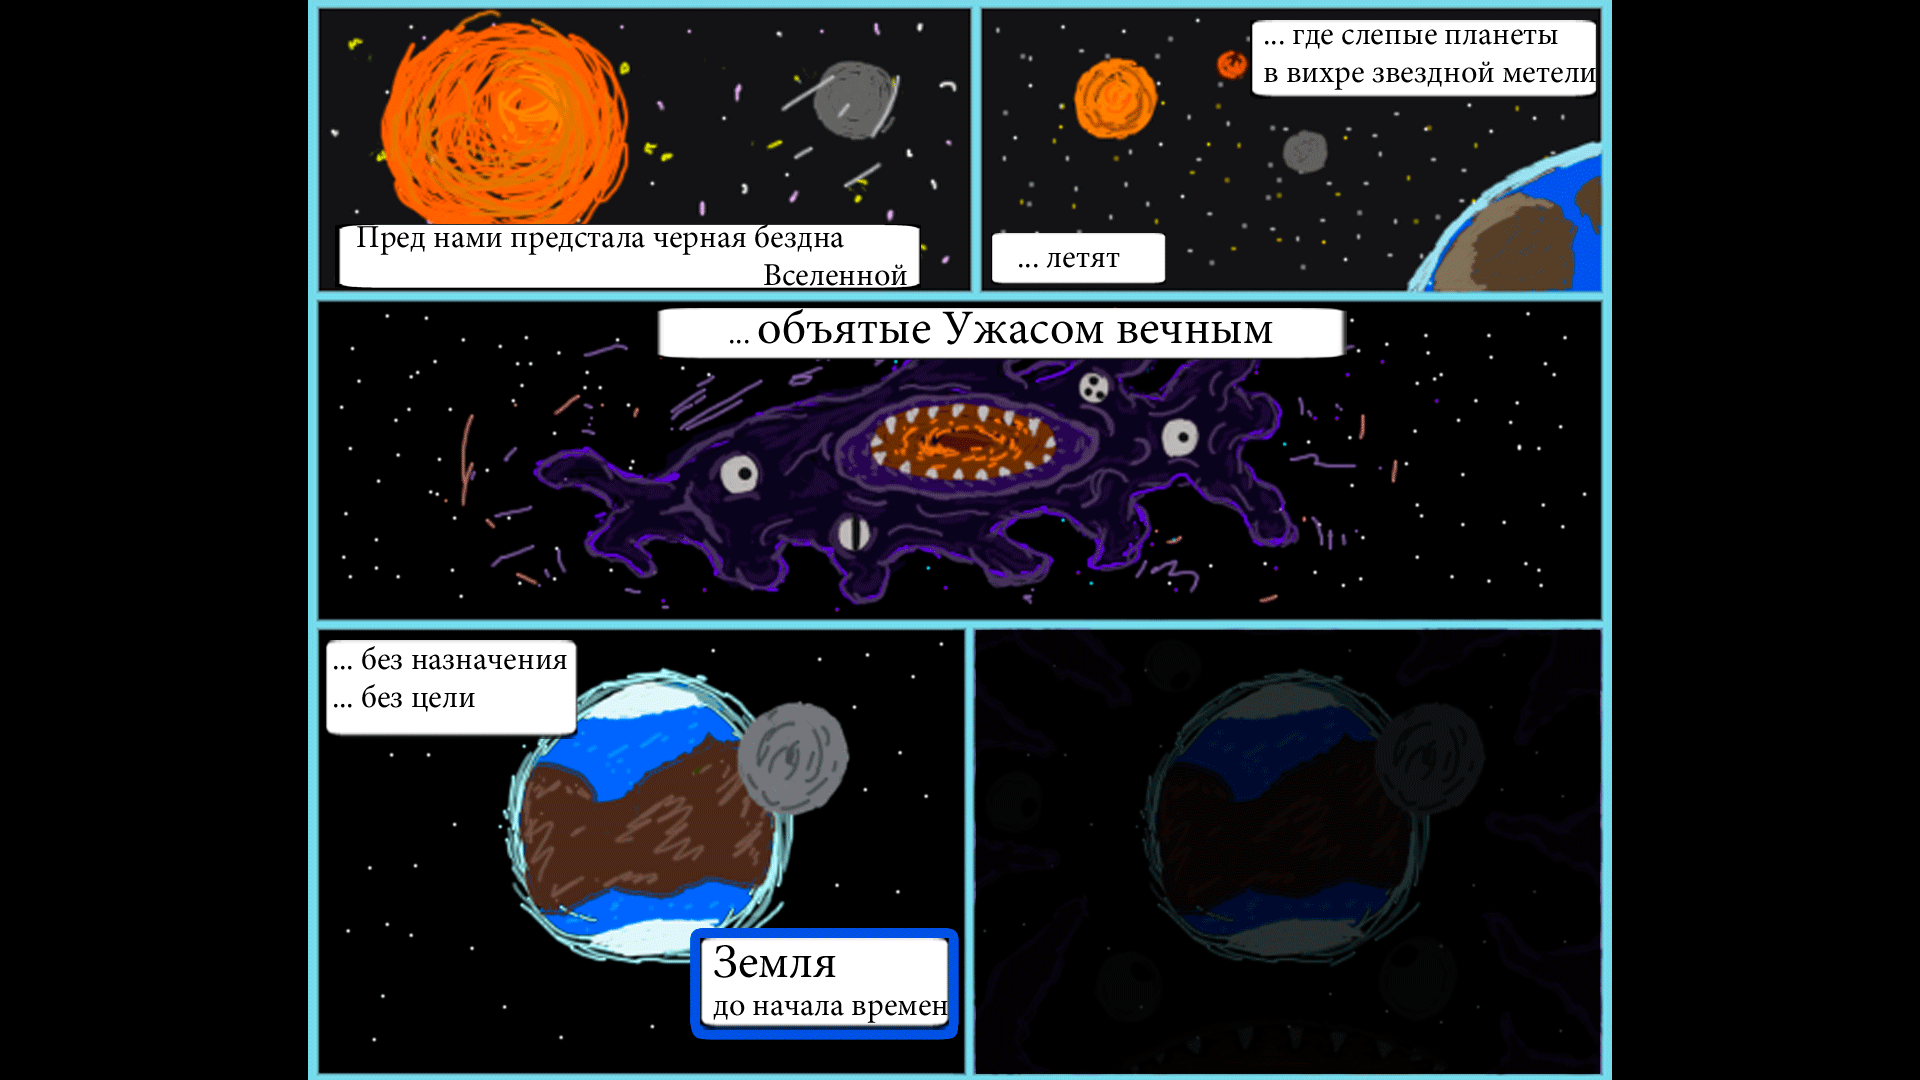 Пред нами предстала черная бездна
Вселенной
... где слепые планеты
в вихре звездной метели
... летят
... объятые Ужасом вечным
... без назначения
... без цели
Земля
до начала времен